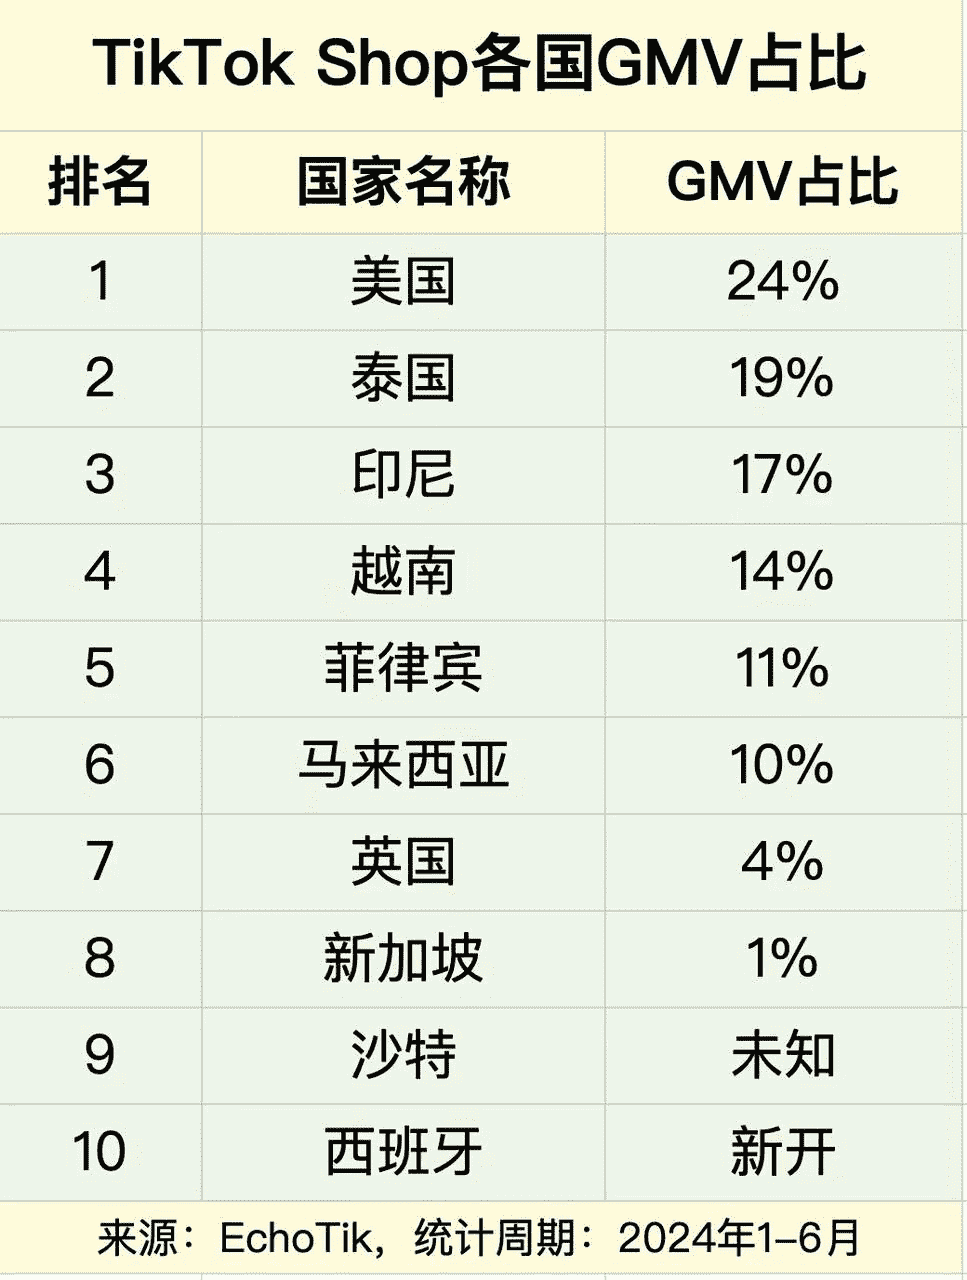 TikTok Shop各国GMV占比
排名 国家名称 GMV占比
1 美国 24%
2 泰国 19%
3 印尼 17%
4 越南 14%
5 菲律宾 11%
6 马来西亚 10%
7 英国 4%
8 新加坡 1%
9 沙特 未知
10 西班牙 新开
来源：EchoTik，统计周期：2024年1–6月